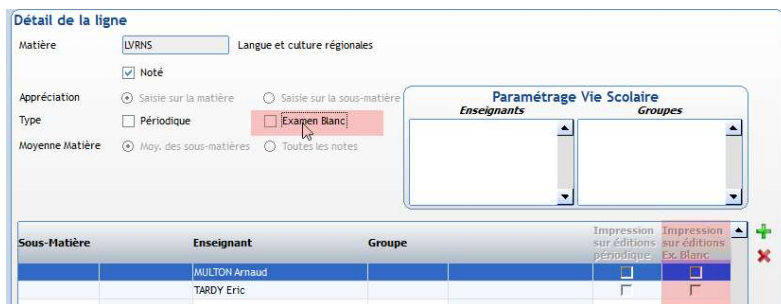 Détail de la ligne
Matière LVRNS Langue et culture régionales
Noté
Appréciation Saisie sur la matière Saisie sur la sous-matière
Type Périodique Examen Blanc
Moyenne Matière Moy. des sous-matières Toutes les notes
Paramétrage Vie Scolaire
Enseignants Groupes
Sous-Matière Enseignant Groupe
Impression sur éditions périodique
Impression sur éditions Ex. Blanc
MULTON Arnaud
TARDY Eric